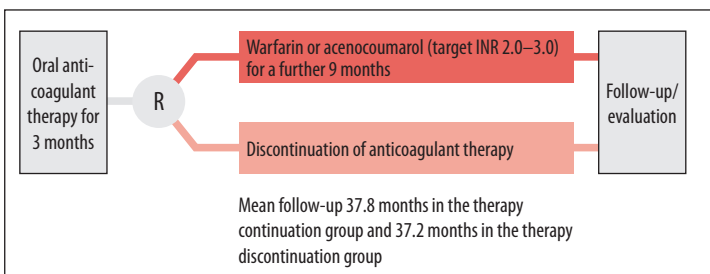 Oral anti-
coagulant
therapy for
3 months
R
Warfarin or acenocoumarol (target INR 2.0–3.0)
for a further 9 months
Discontinuation of anticoagulant therapy
Follow-up/
evaluation
Mean follow-up 37.8 months in the therapy
continuation group and 37.2 months in the therapy
discontinuation group